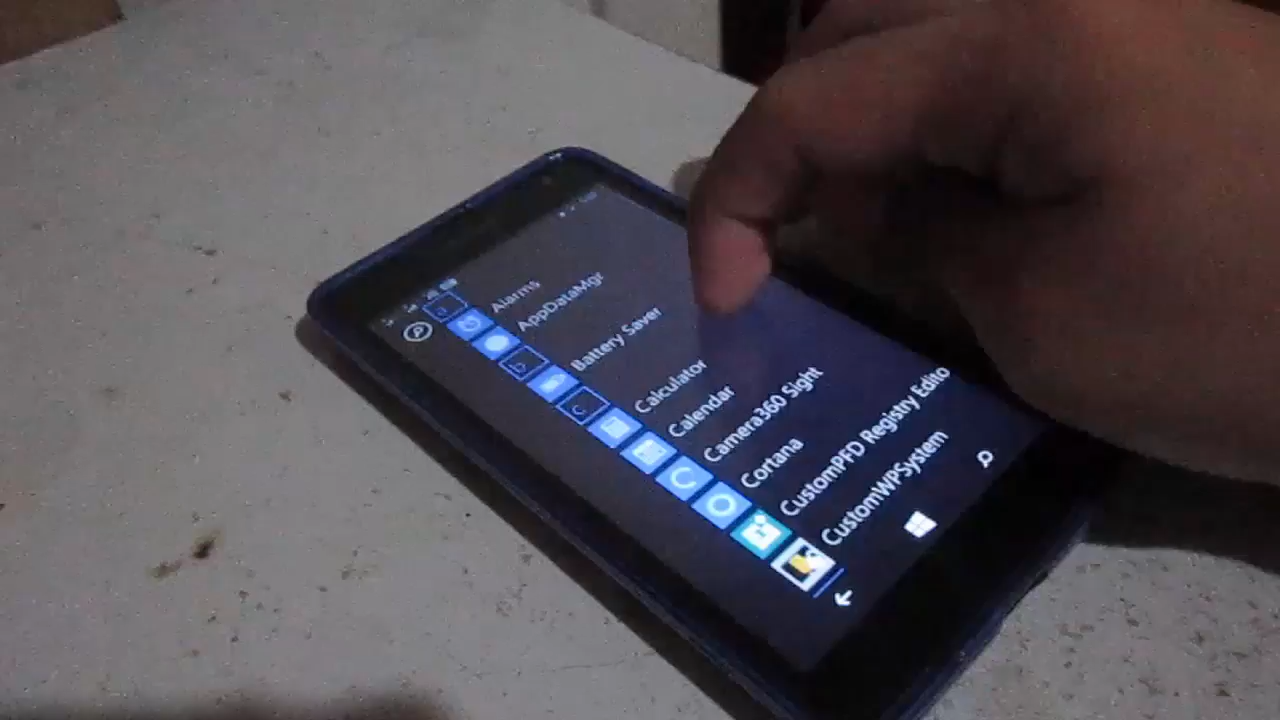 a
Alarms
AppDataMgr
b
Battery Saver
c
Calculator
Calendar
Camera360 Sight
Cortana
CustomPFD Registry Edito
CustomWPSystem